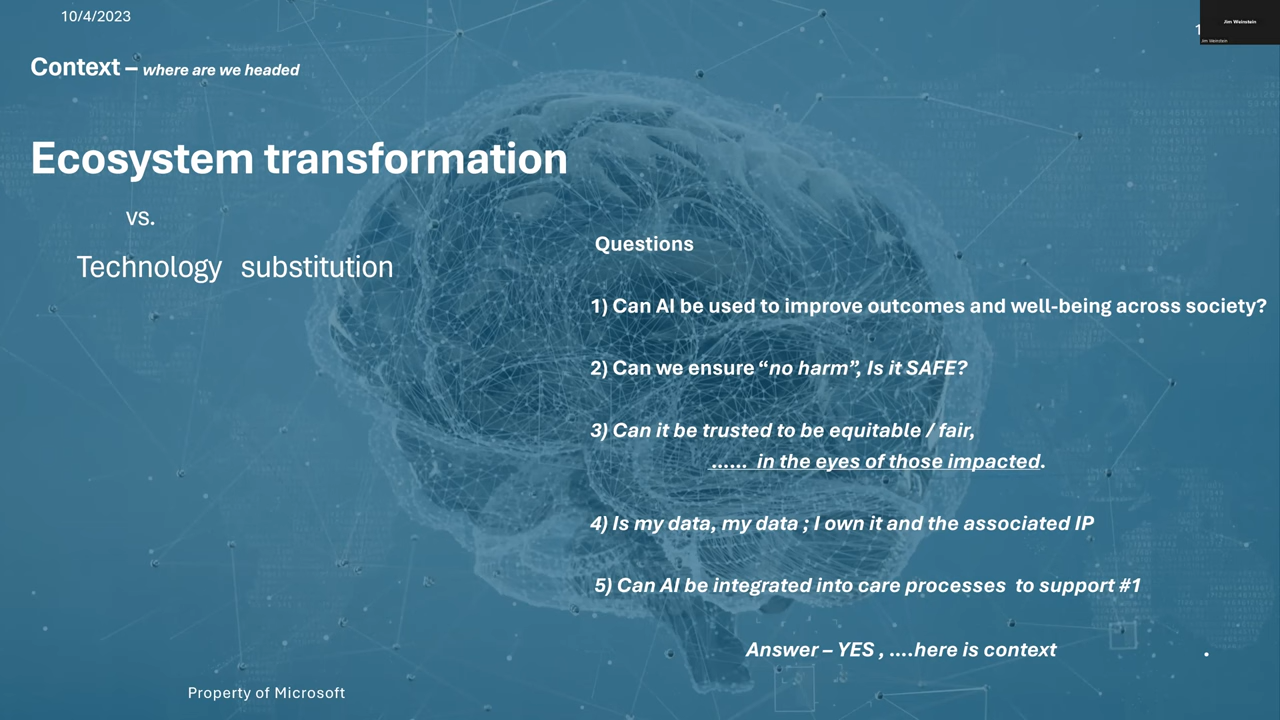 10/4/2023
1
Jim Weinstein
Jim Weinstein
Context – where are we headed
Ecosystem transformation
vs.
Technology substitution
Questions
1) Can AI be used to improve outcomes and well-being across society?
2) Can we ensure “no harm”, Is it SAFE?
3) Can it be trusted to be equitable / fair,
…… in the eyes of those impacted.
4) Is my data, my data ; I own it and the associated IP
5) Can AI be integrated into care processes to support #1
Answer – YES , ….here is context
.
Property of Microsoft